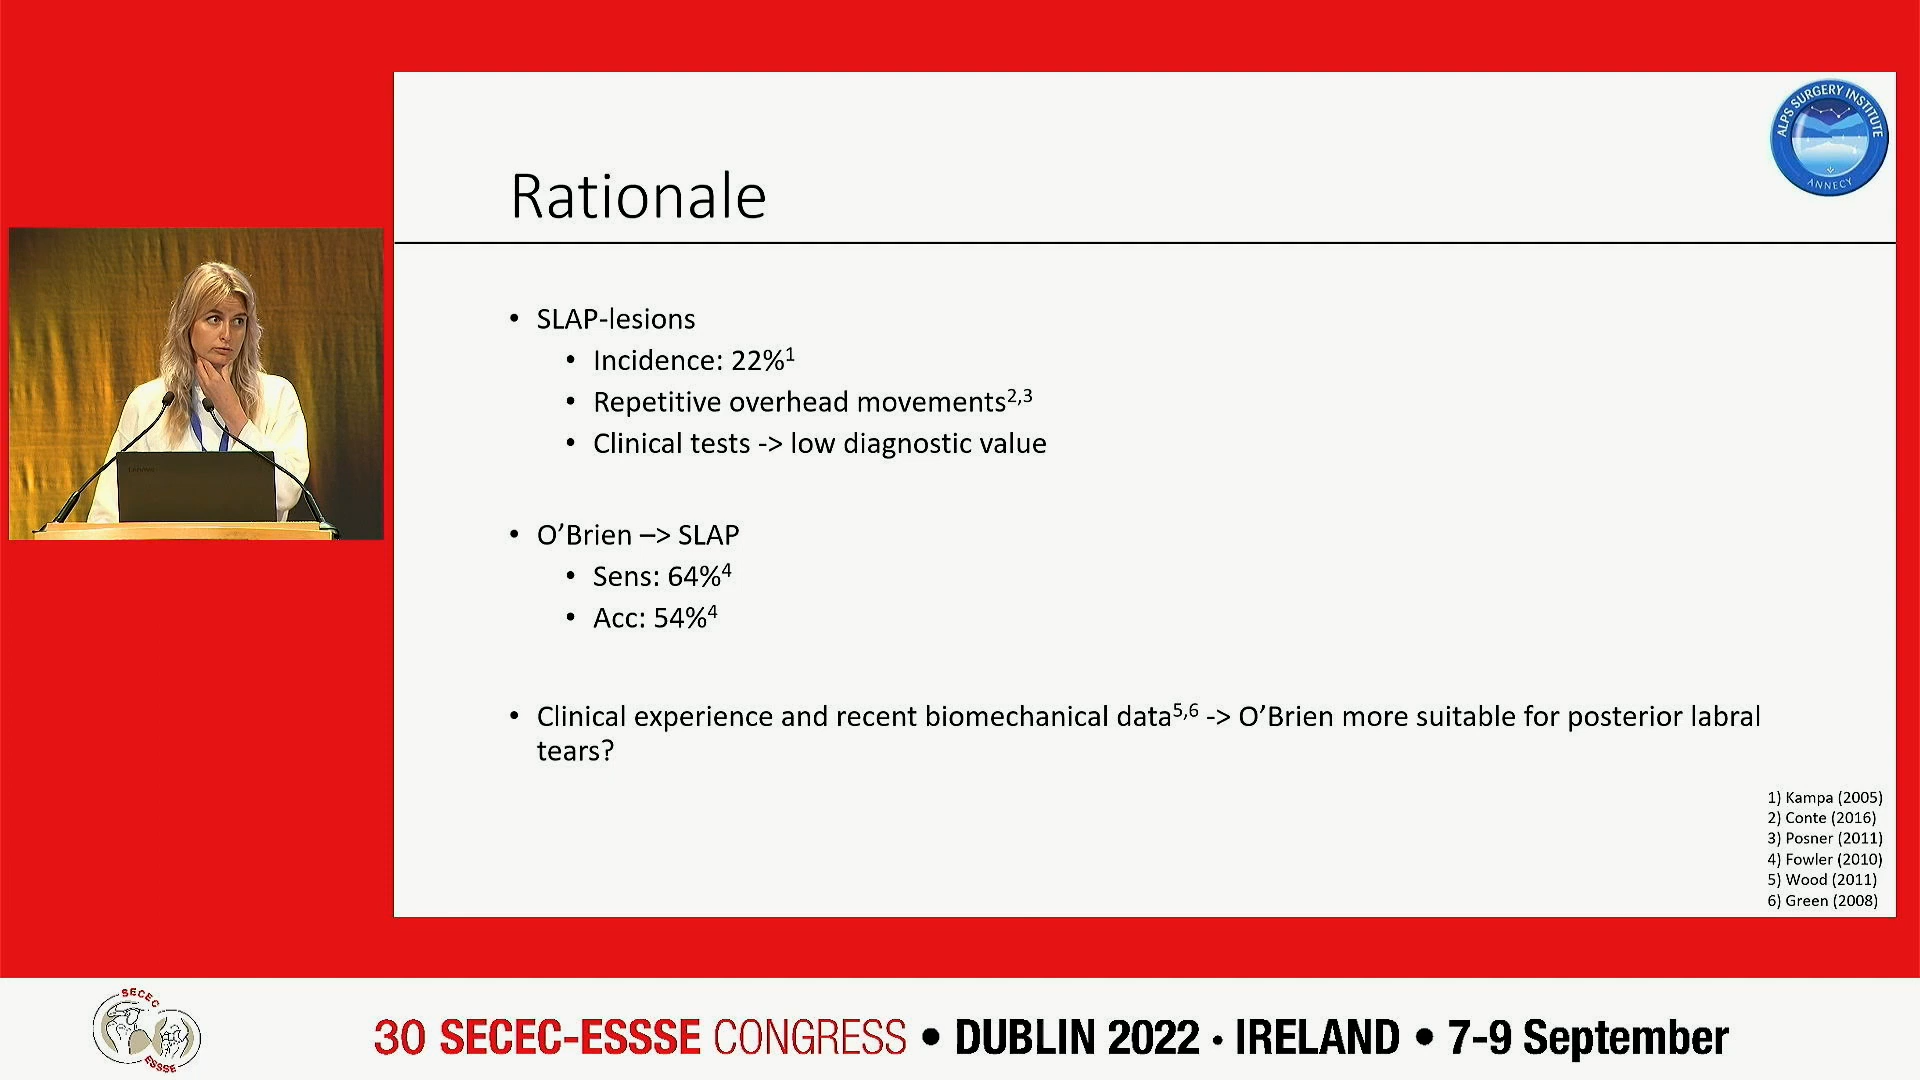 ALPS SURGERY INSTITUTE
ANNECY
Rationale
• SLAP-lesions
• Incidence: 22%1
• Repetitive overhead movements2,3
• Clinical tests -> low diagnostic value
• O’Brien –> SLAP
• Sens: 64%4
• Acc: 54%4
• Clinical experience and recent biomechanical data5,6 -> O’Brien more suitable for posterior labral
tears?
1) Kampa (2005)
2) Conte (2016)
3) Posner (2011)
4) Fowler (2010)
5) Wood (2011)
6) Green (2008)
Lenovo
SECEC
ESSSE
30 SECEC-ESSSE CONGRESS • DUBLIN 2022 • IRELAND • 7-9 September